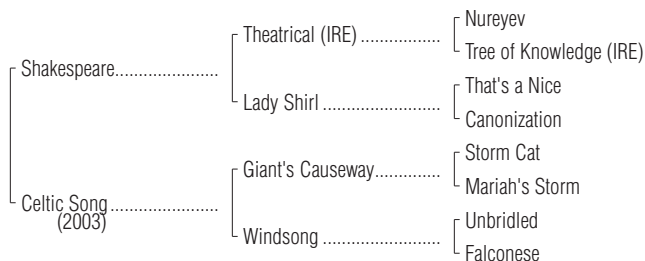 Nureyev
Theatrical (IRE) ..................
Tree of Knowledge (IRE)
Shakespeare.......................
That's a Nice
Lady Shirl ..........................
Canonization
Storm Cat
Giant's Causeway..............
Mariah's Storm
Celtic Song........................
(2003)
Unbridled
Windsong ..........................
Falconese